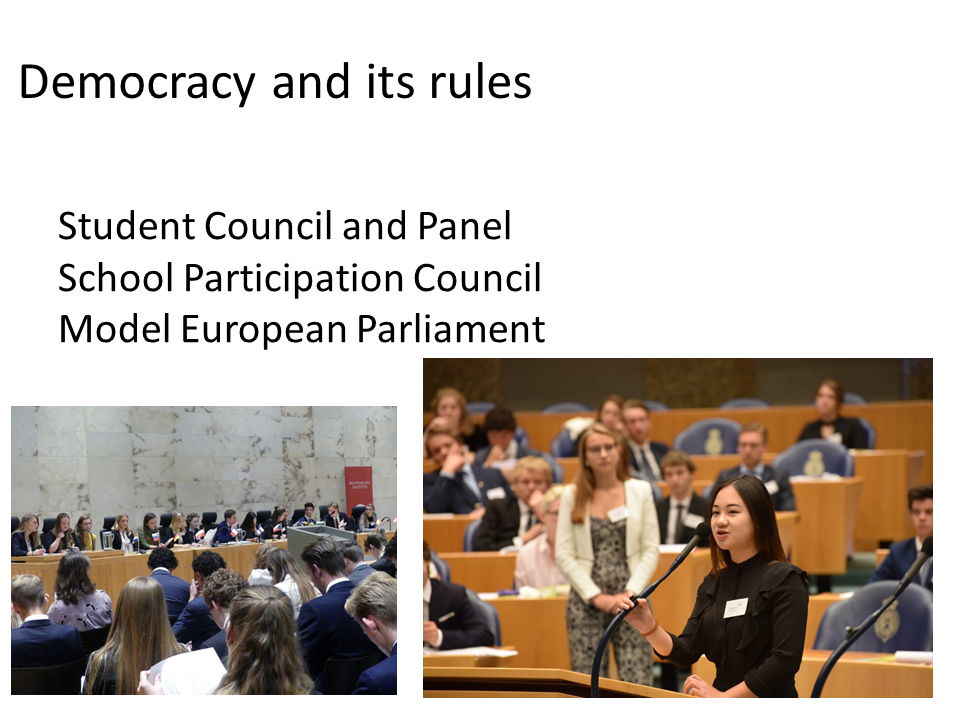 Democracy and its rules
Student Council and Panel
School Participation Council
Model European Parliament